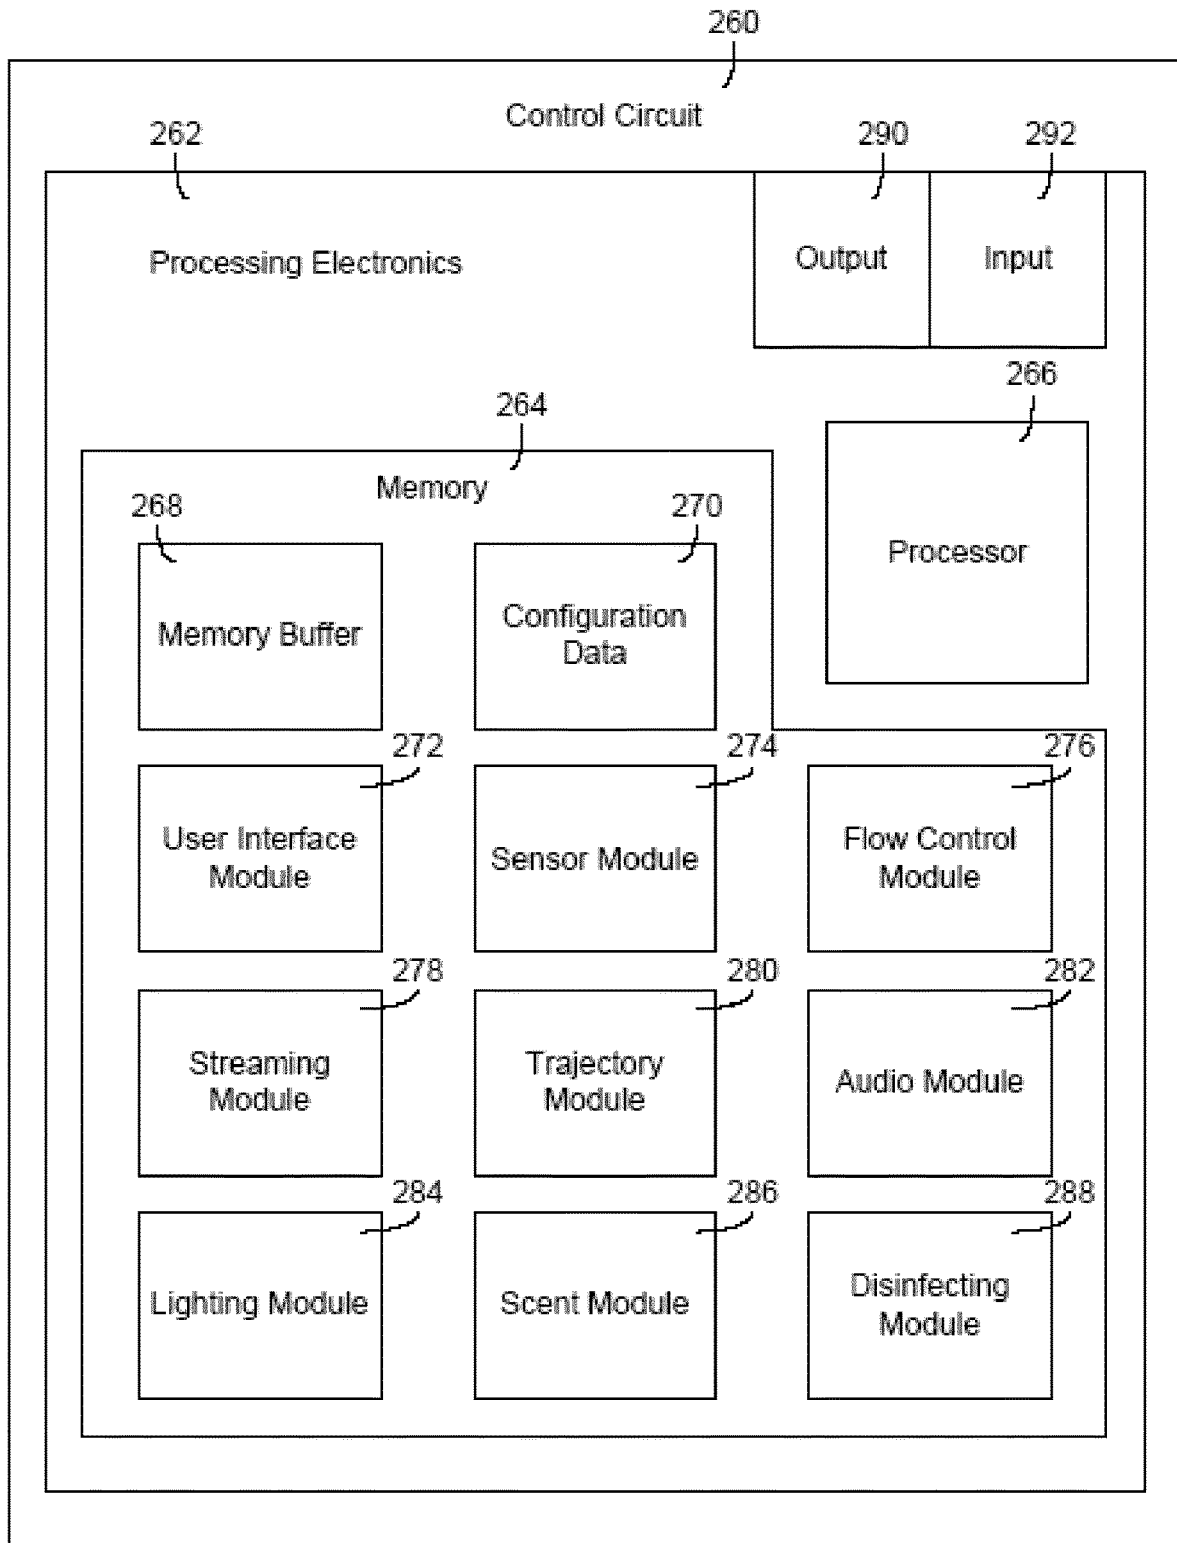 260
Control Circuit
262
290
292
Processing Electronics
Output
Input
266
264
Memory
Processor
268
270
Memory Buffer
Configuration
Data
272
274
276
User Interface
Module
Sensor Module
Flow Control
Module
278
280
282
Streaming
Module
Trajectory
Module
Audio Module
284
286
288
Lighting Module
Scent Module
Disinfecting
Module